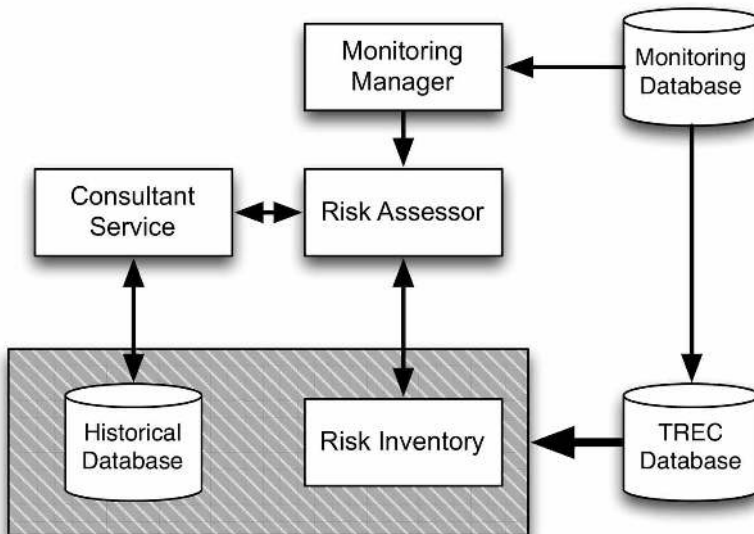 Monitoring
Manager
Monitoring
Database
Consultant
Service
Risk Assessor
Historical
Database
Risk Inventory
TREC
Database